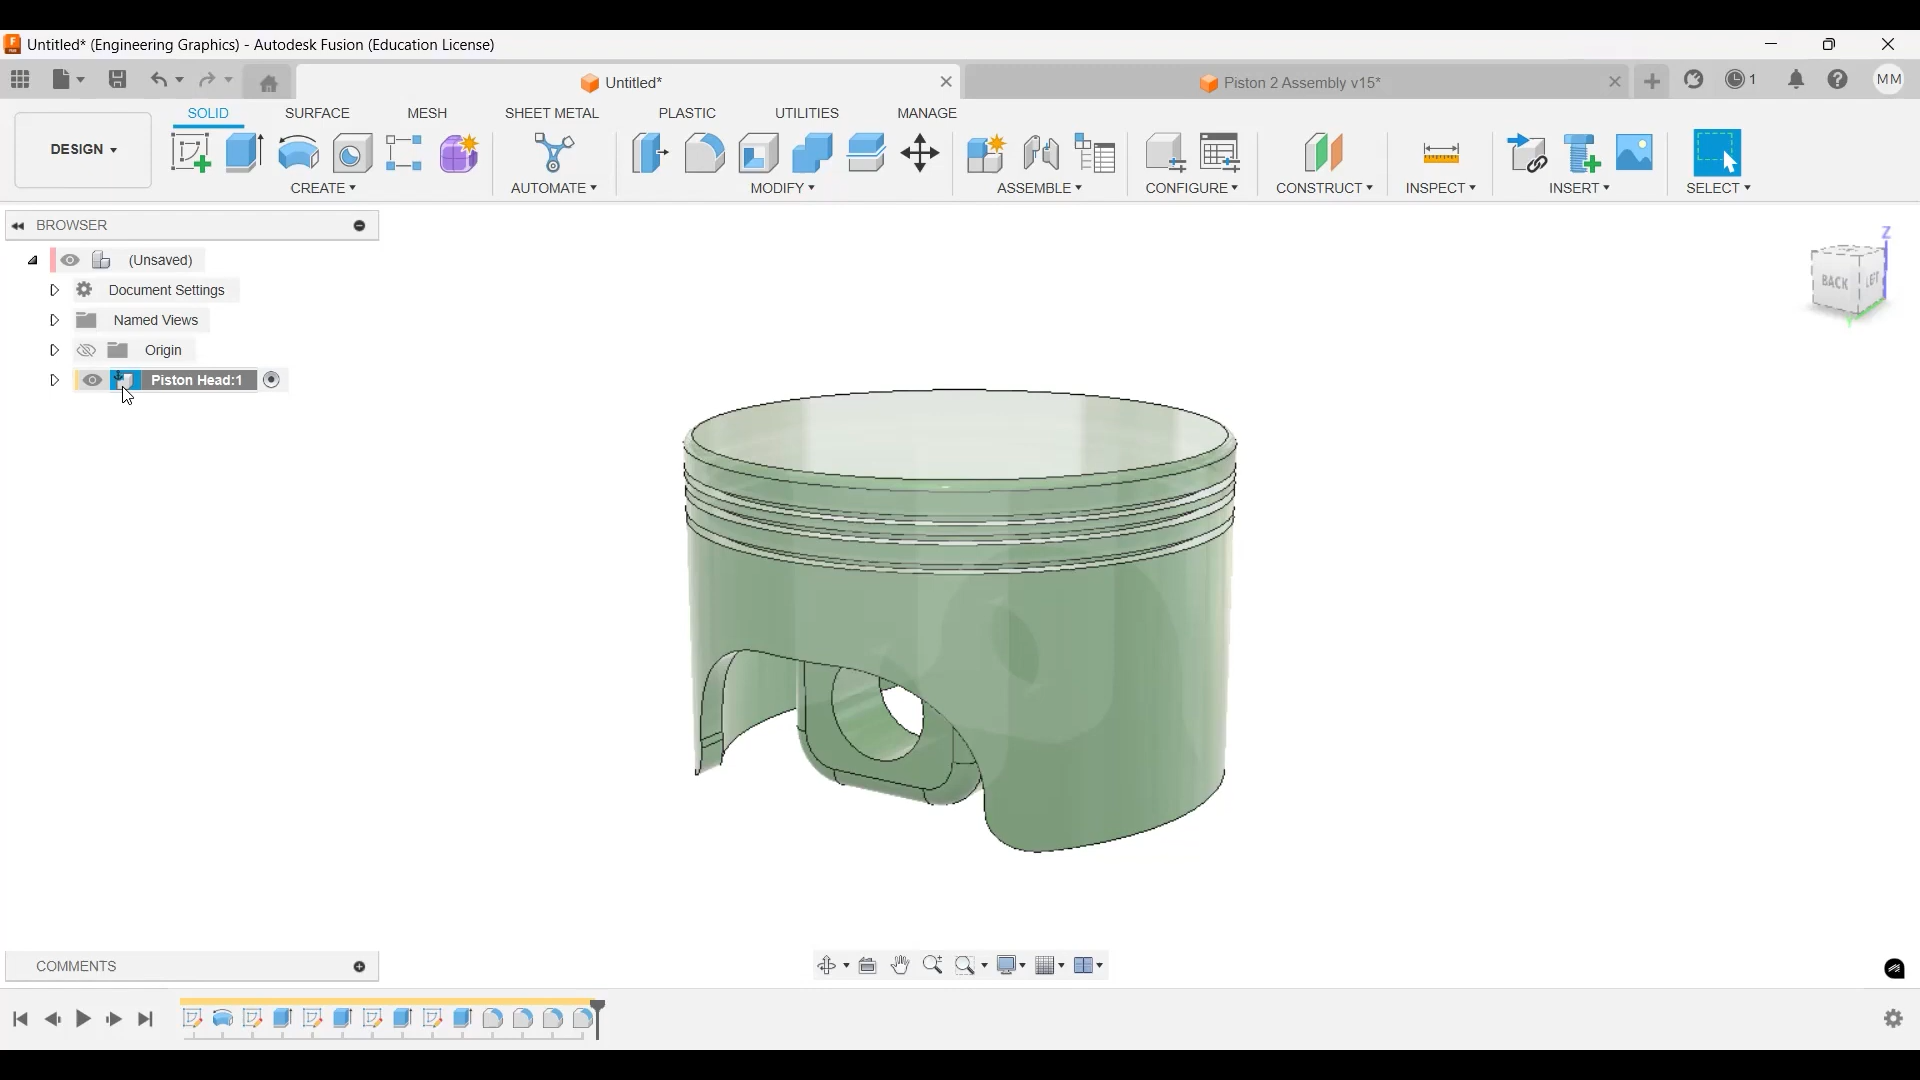 Untitled* (Engineering Graphics) - Autodesk Fusion (Education License)
Untitled*
Piston 2 Assembly v15*
1
MM
DESIGN
SOLID
SURFACE
MESH
SHEET METAL
PLASTIC
UTILITIES
MANAGE
CREATE
AUTOMATE
MODIFY
ASSEMBLE
CONFIGURE
CONSTRUCT
INSPECT
INSERT
SELECT
BROWSER
(Unsaved)
Document Settings
Named Views
Origin
Piston Head:1
Z
BACK
LEFT
Y
COMMENTS